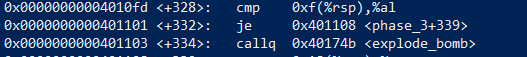 0x00000000004010fd <+328>: cmp 0xf(%rsp),%al
0x0000000000401101 <+332>: je 0x401108 <phase_3+339>
0x0000000000401103 <+334>: callq 0x40174b <explode_bomb>